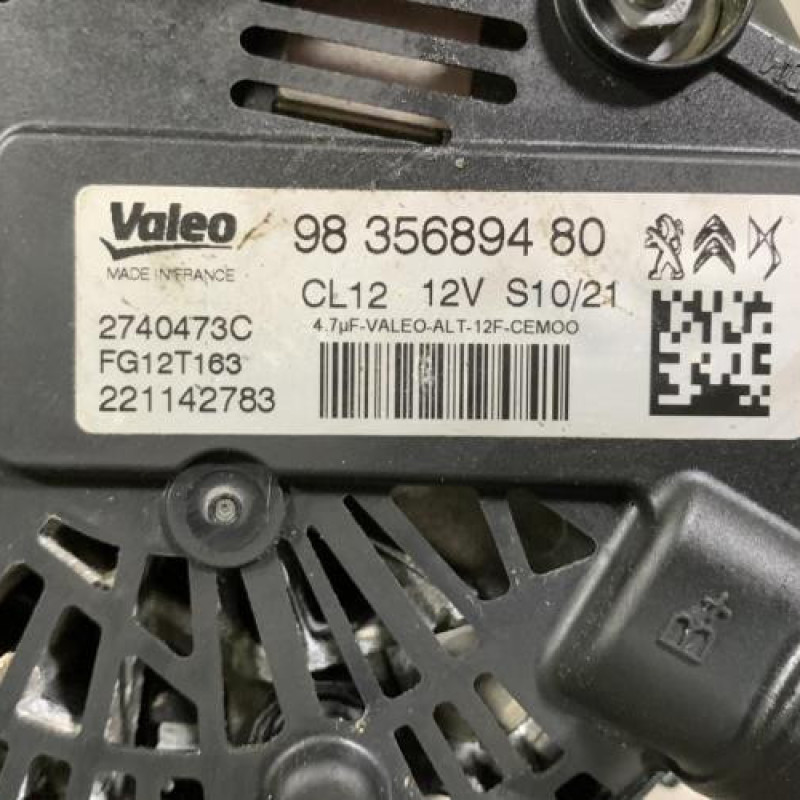 Valeo
MADE IN FRANCE
98 356894 80
CL12 12V S10/21
4.7µF-VALEO-ALT-12F-CEMOO
2740473C
FG12T163
221142783
B+